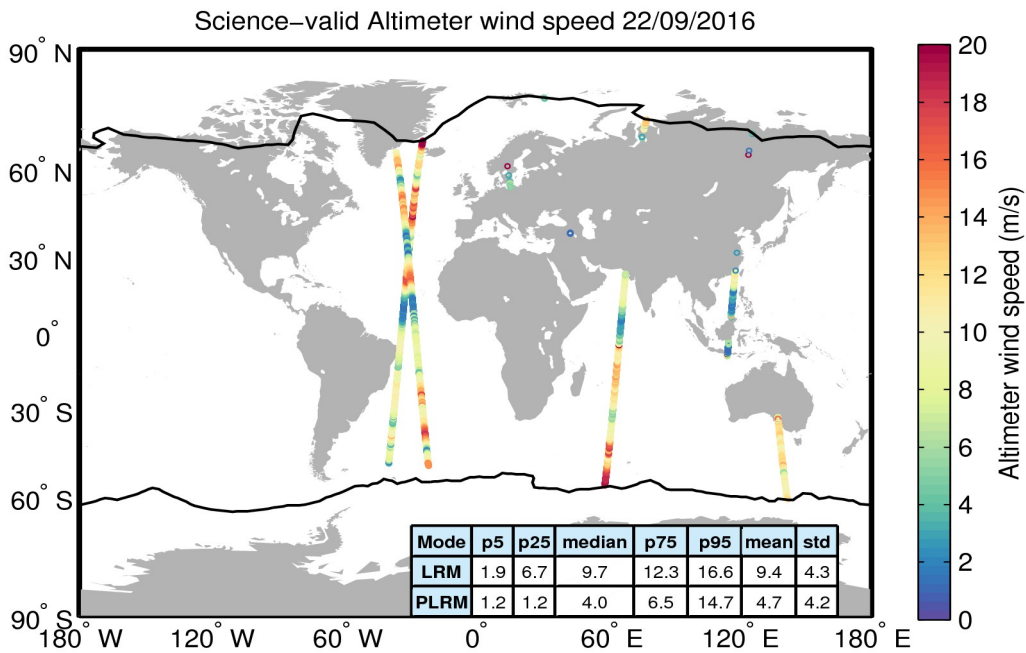 Science−valid Altimeter wind speed 22/09/2016
90° N
60° N
30° N
0°
30° S
60° S
90° S
180° W
120° W
60° W
0°
60° E
120° E
180° E
Mode p5 p25 median p75 p95 mean std
LRM 1.9 6.7 9.7 12.3 16.6 9.4 4.3
PLRM 1.2 1.2 4.0 6.5 14.7 4.7 4.2
20
18
16
14
12
10
8
6
4
2
0
Altimeter wind speed (m/s)